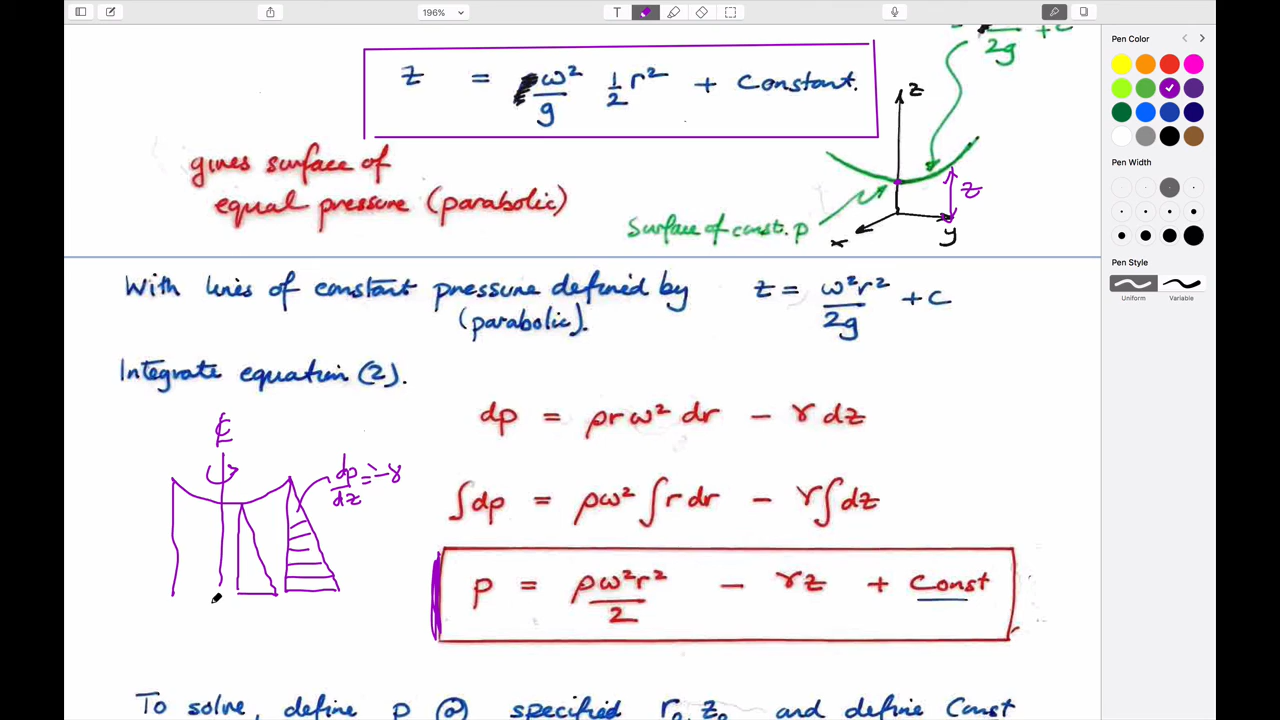 196%
T
2g + c
z = ω²/g 1/2 r² + Constant.
gives surface of
equal pressure (parabolic)
Surface of const. p
z
z
x
y
With lines of constant pressure defined by z = ω²r²/2g + C
(parabolic).
Integrate equation (2).
dp = ρrω² dr − γ dz
℄
dp/dz = −γ
∫dp = ρω² ∫r dr − γ∫dz
p = ρω²r²/2 − γz + Const
To solve, define p @ specified r₀, z₀ and define Const
Pen Color
Pen Width
Pen Style
Uniform
Variable